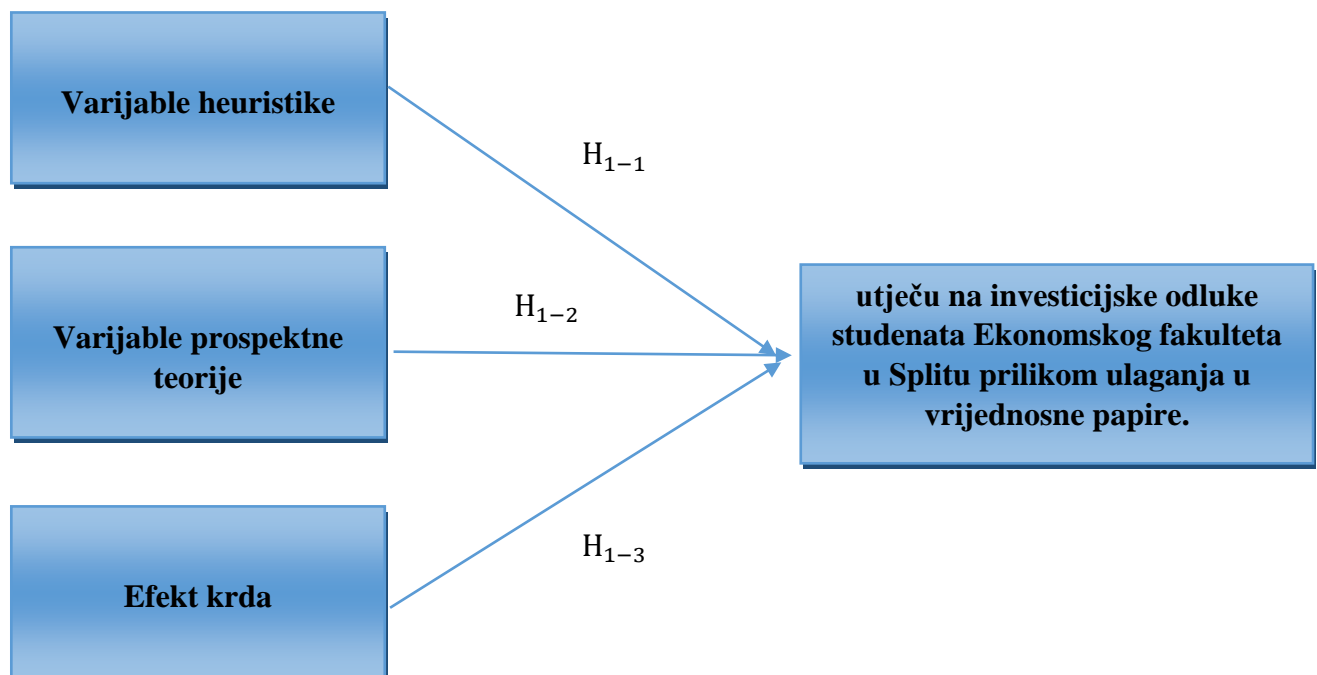 Varijable heuristike
H₁₋₁
Varijable prospektne
teorije
H₁₋₂
utječu na investicijske odluke
studenata Ekonomskog fakulteta
u Splitu prilikom ulaganja u
vrijednosne papire.
H₁₋₃
Efekt krda